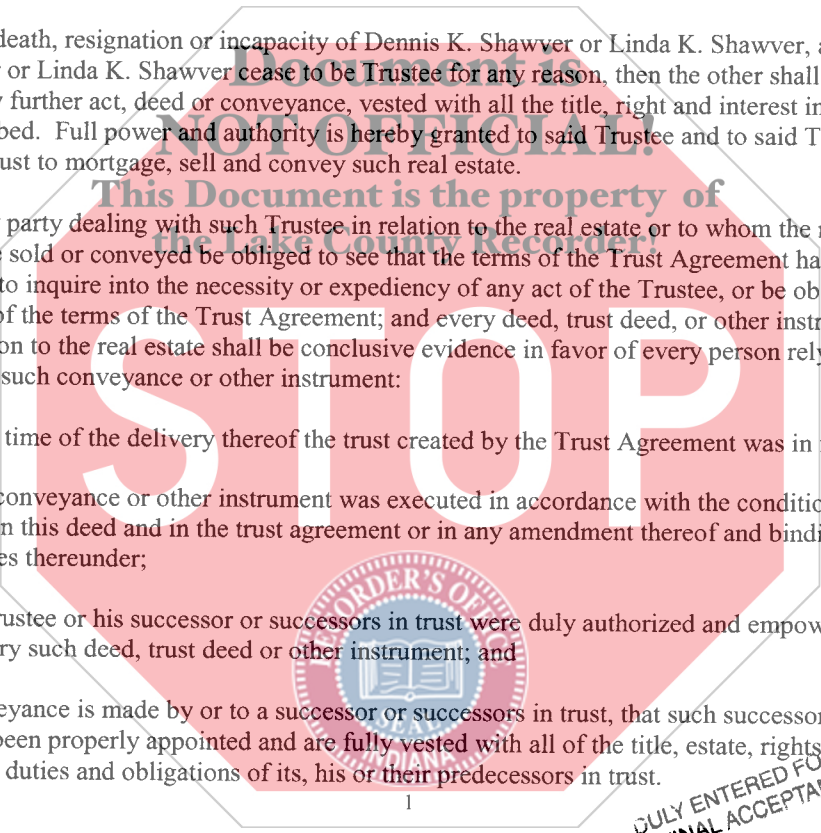 death, resignation or incapacity of Dennis K. Shawver or Linda K. Shawver,
or Linda K. Shawver cease to be Trustee for any reason, then the other shall
Document is
further act, deed or conveyance, vested with all the title, right and interest in
bed. Full power and authority is hereby granted to said Trustee and to said T
NOT OFFICIAL!
ust to mortgage, sell and convey such real estate.
This Document is the property of
party dealing with such Trustee in relation to the real estate or to whom the
the Lake County Recorder!
sold or conveyed be obliged to see that the terms of the Trust Agreement ha
to inquire into the necessity or expediency of any act of the Trustee, or be ob
of the terms of the Trust Agreement; and every deed, trust deed, or other instr
on to the real estate shall be conclusive evidence in favor of every person rely
such conveyance or other instrument:
STOP
time of the delivery thereof the trust created by the Trust Agreement was in
conveyance or other instrument was executed in accordance with the conditio
n this deed and in the trust agreement or in any amendment thereof and bindi
es thereunder;
rustee or his successor or successors in trust were duly authorized and empow
ry such deed, trust deed or other instrument; and
RECORDER'S OFFICE
SEAL
INDIANA
eyance is made by or to a successor or successors in trust, that such successor
been properly appointed and are fully vested with all of the title, estate, rights
duties and obligations of its, his or their predecessors in trust.
1
DULY ENTERED FO
NAL ACCEPTA